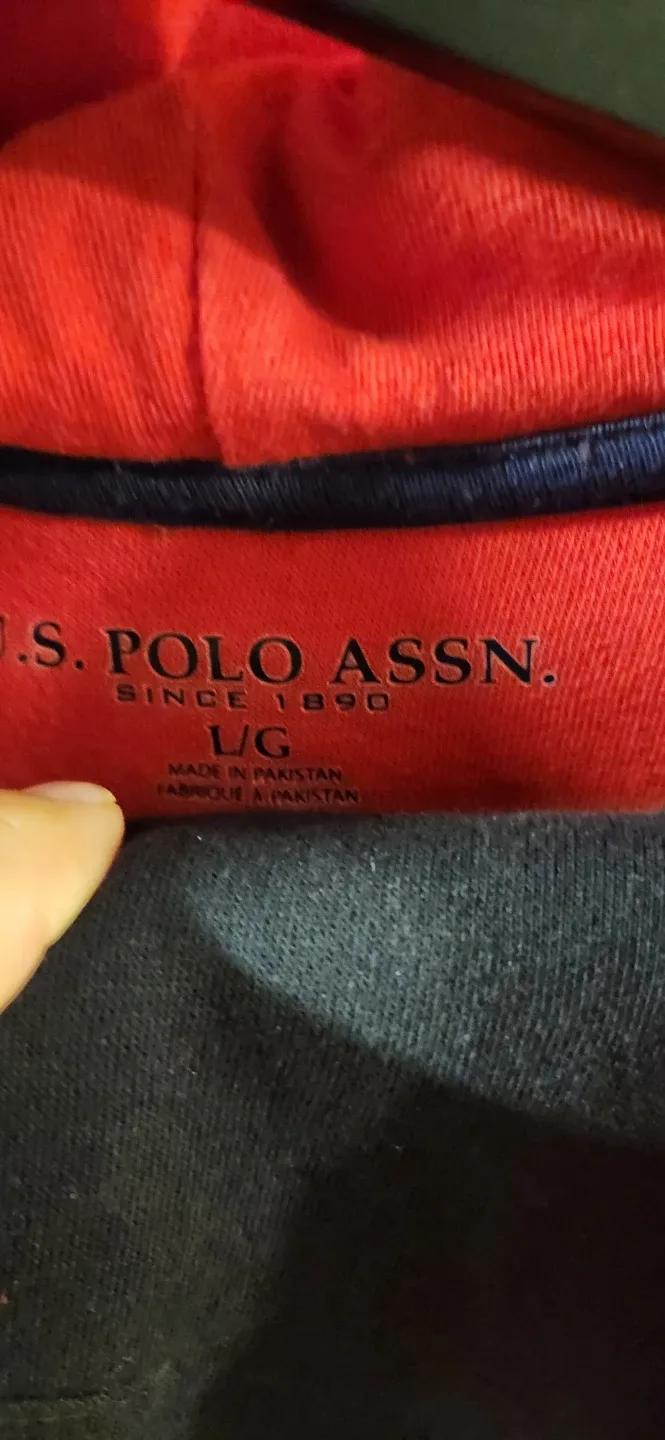 U.S. POLO ASSN.
SINCE 1890
L/G
MADE IN PAKISTAN
FABRIQUÉ À PAKISTAN